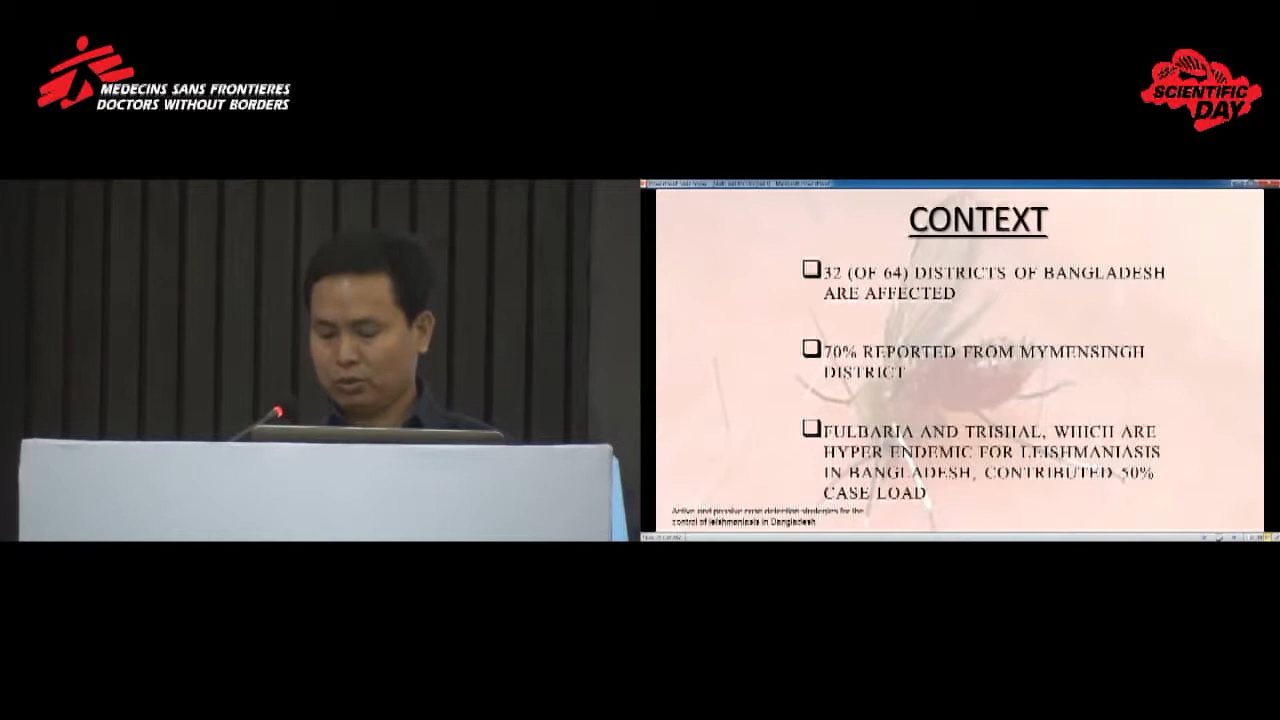 MEDECINS SANS FRONTIERES
DOCTORS WITHOUT BORDERS
SCIENTIFIC
DAY
CONTEXT
32 (OF 64) DISTRICTS OF BANGLADESH
ARE AFFECTED
70% REPORTED FROM MYMENSINGH
DISTRICT
FULBARIA AND TRISHAL, WHICH ARE
HYPER ENDEMIC FOR LEISHMANIASIS
IN BANGLADESH, CONTRIBUTED 50%
CASE LOAD
Active and passive case detection strategies for the
control of leishmaniasis in Bangladesh